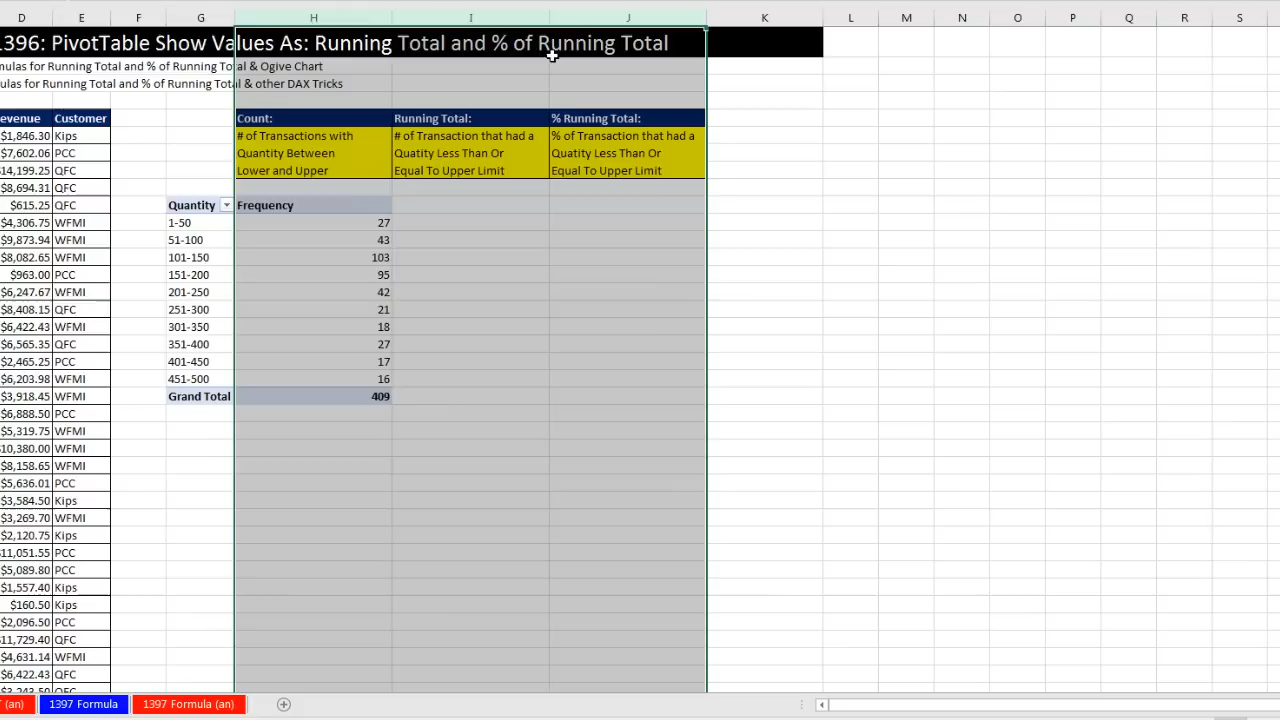 D E F G H I J K L M N O P Q R S
1396: PivotTable Show Values As: Running Total and % of Running Total
mulas for Running Total and % of Running Total & Ogive Chart
ulas for Running Total and % of Running Total & other DAX Tricks
evenue Customer Count: Running Total: % Running Total:
$1,846.30 Kips # of Transactions with # of Transaction that had a % of Transaction that had a
$7,602.06 PCC Quantity Between Quatity Less Than Or Quatity Less Than Or
$14,199.25 QFC Lower and Upper Equal To Upper Limit Equal To Upper Limit
$8,694.31 QFC
$615.25 QFC Quantity Frequency
$4,306.75 WFMI 1-50 27
$9,873.94 WFMI 51-100 43
$8,082.65 WFMI 101-150 103
$963.00 PCC 151-200 95
$6,247.67 WFMI 201-250 42
$8,408.15 QFC 251-300 21
$6,422.43 WFMI 301-350 18
$6,565.35 QFC 351-400 27
$2,465.25 PCC 401-450 17
$6,203.98 WFMI 451-500 16
$3,918.45 WFMI Grand Total 409
$6,888.50 PCC
$5,319.75 WFMI
$10,380.00 WFMI
$8,158.65 WFMI
$5,636.01 PCC
$3,584.50 Kips
$3,269.70 WFMI
$2,120.75 Kips
$11,051.55 PCC
$5,089.80 PCC
$1,557.40 Kips
$160.50 Kips
$2,096.50 PCC
$11,729.40 QFC
$4,631.14 WFMI
$6,422.43 QFC
$3,243.50 QFC
(an) 1397 Formula 1397 Formula (an)